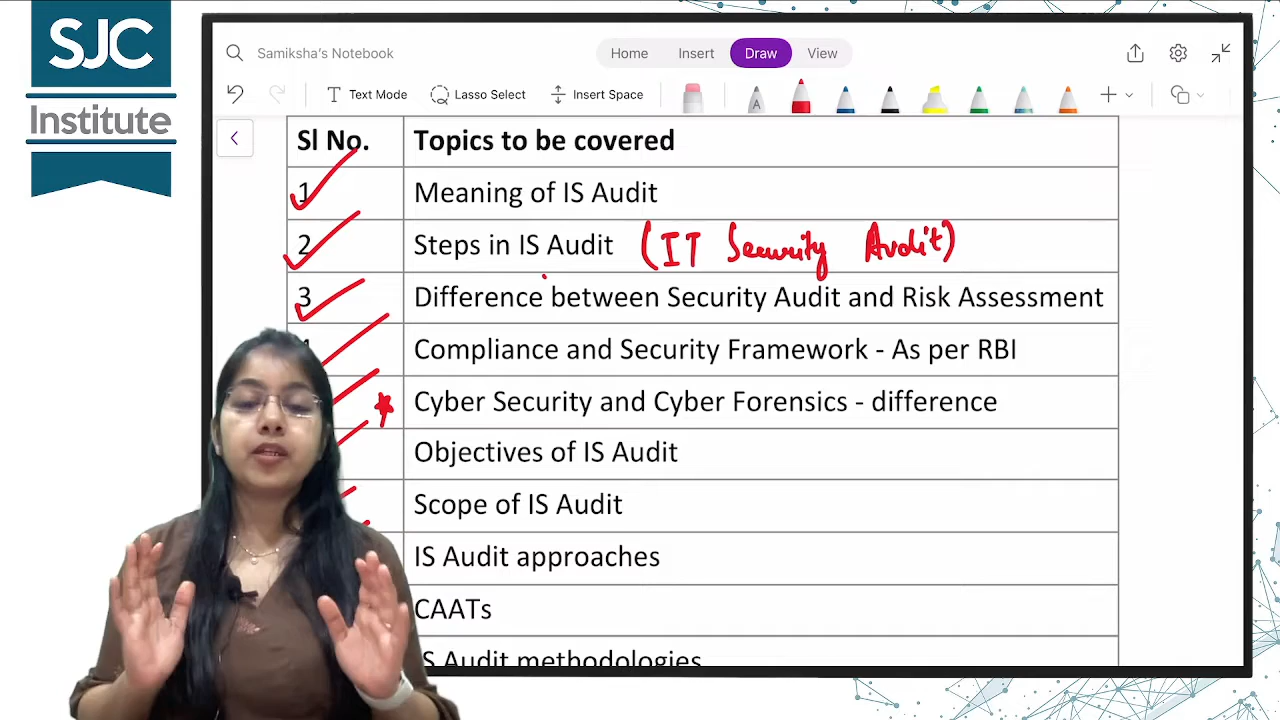 SJC
Institute
Samiksha's Notebook
Home Insert Draw View
Text Mode Lasso Select Insert Space
Sl No. Topics to be covered
1 Meaning of IS Audit
2 Steps in IS Audit (IT Security Audit)
3 Difference between Security Audit and Risk Assessment
Compliance and Security Framework - As per RBI
Cyber Security and Cyber Forensics - difference
Objectives of IS Audit
Scope of IS Audit
IS Audit approaches
CAATs
IS Audit methodologies